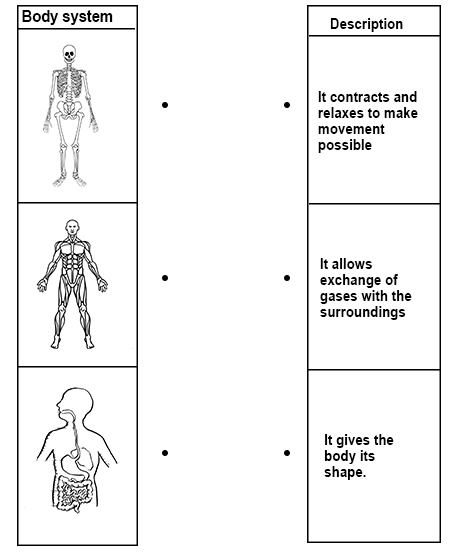 Body system
Description
It contracts and
relaxes to make
movement
possible
It allows
exchange of
gases with the
surroundings
It gives the
body its
shape.